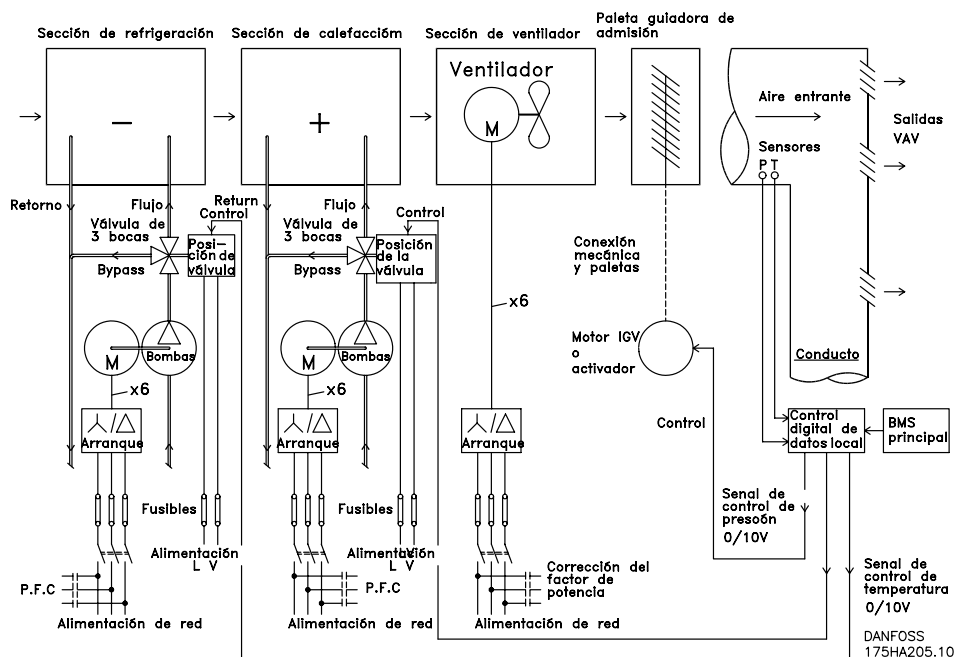 Sección de refrigeración
Sección de calefaccióm
Sección de ventilador
Paleta guiadora de
admisión
Ventilador
M
Aire entrante
Salidas
VAV
Sensores
P T
−
+
Retorno
Flujo
Return
Control
Válvula de
3 bocas
Posi-
ción de
válvula
Bypass
Flujo
Control
Válvula de
3 bocas
Posición
de la
válvula
Bypass
Conexión
mecánica
y paletas
x6
M
Bombas
M
Bombas
Motor IGV
o
activador
Conducto
x6
x6
Arranque
Arranque
Arranque
Control
Control
digital de
datos local
BMS
principal
Fusibles
Fusibles
Senal de
control de
presoón
0/10V
Alimentación
L V
Alimentación
L V
P.F.C
P.F.C
Corrección del
factor de
potencia
Senal de
control de
temperatura
0/10V
Alimentación de red
Alimentación de red
Alimentación de red
DANFOSS
175HA205.10